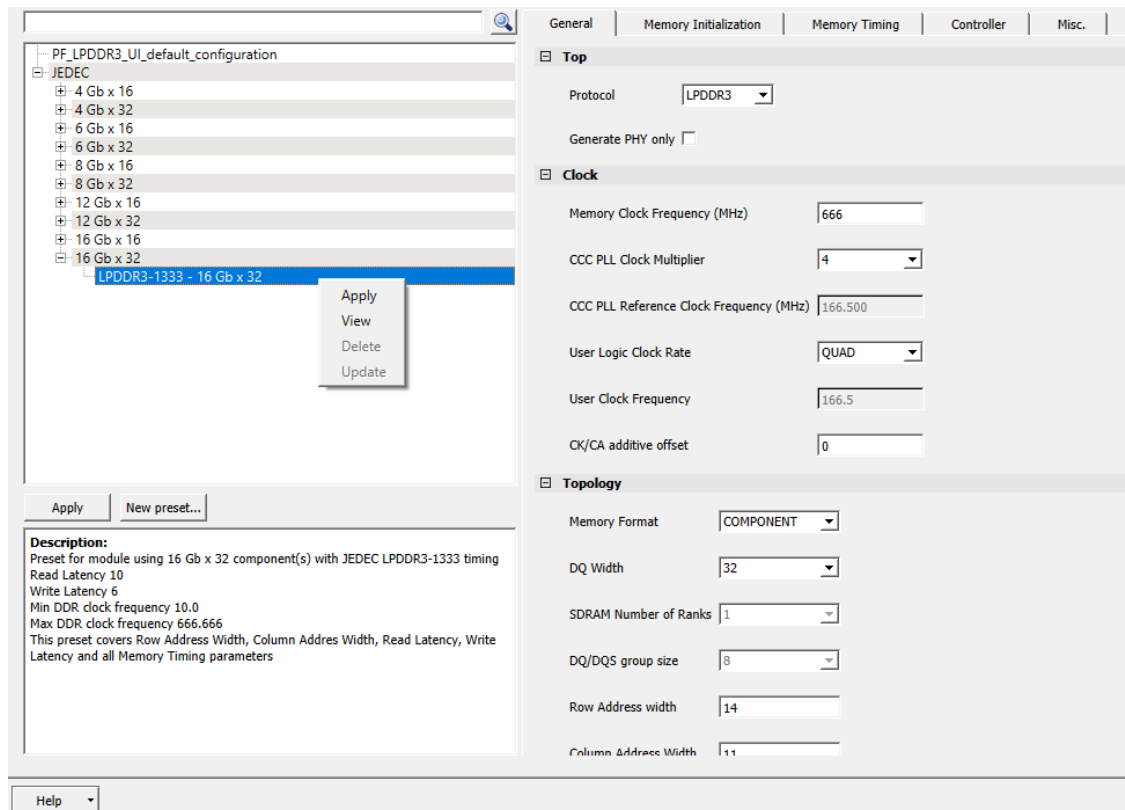 PF_LPDDR3_UI_default_configuration
JEDEC
4 Gb x 16
4 Gb x 32
6 Gb x 16
6 Gb x 32
8 Gb x 16
8 Gb x 32
12 Gb x 16
12 Gb x 32
16 Gb x 16
16 Gb x 32
LPDDR3-1333 - 16 Gb x 32
Apply
View
Delete
Update
Apply
New preset...
Description:
Preset for module using 16 Gb x 32 component(s) with JEDEC LPDDR3-1333 timing
Read Latency 10
Write Latency 6
Min DDR clock frequency 10.0
Max DDR clock frequency 666.666
This preset covers Row Address Width, Column Addres Width, Read Latency, Write
Latency and all Memory Timing parameters
General Memory Initialization Memory Timing Controller Misc.
Top
Protocol LPDDR3
Generate PHY only
Clock
Memory Clock Frequency (MHz) 666
CCC PLL Clock Multiplier 4
CCC PLL Reference Clock Frequency (MHz) 166.500
User Logic Clock Rate QUAD
User Clock Frequency 166.5
CK/CA additive offset 0
Topology
Memory Format COMPONENT
DQ Width 32
SDRAM Number of Ranks 1
DQ/DQS group size 8
Row Address width 14
Column Address Width 11
Help